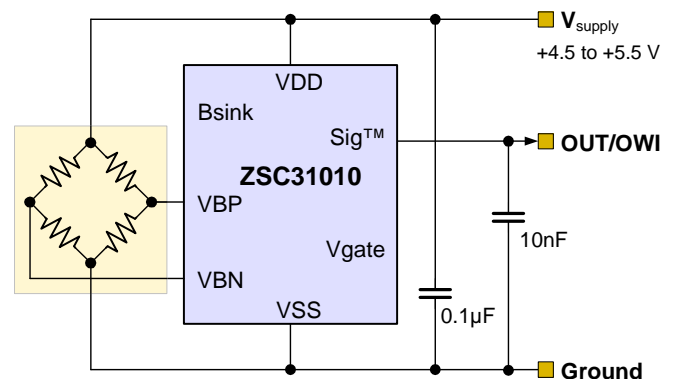 Vsupply
+4.5 to +5.5 V
VDD
Bsink
Sig™
OUT/OWI
ZSC31010
VBP
10nF
Vgate
VBN
0.1µF
VSS
Ground